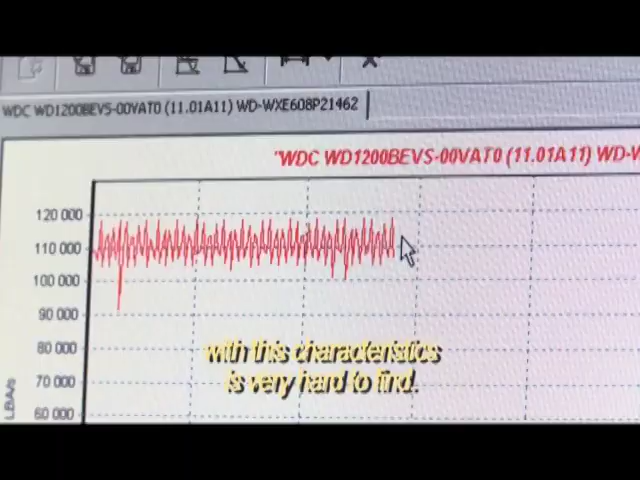 WDC WD1200BEVS-00VAT0 (11.01A11) WD-WXE608P21462
"WDC WD1200BEVS-00VAT0 (11.01A11) WD-W
120 000
110 000
100 000
90 000
80 000
70 000
60 000
LBA/s
with this characteristics
is very hard to find.